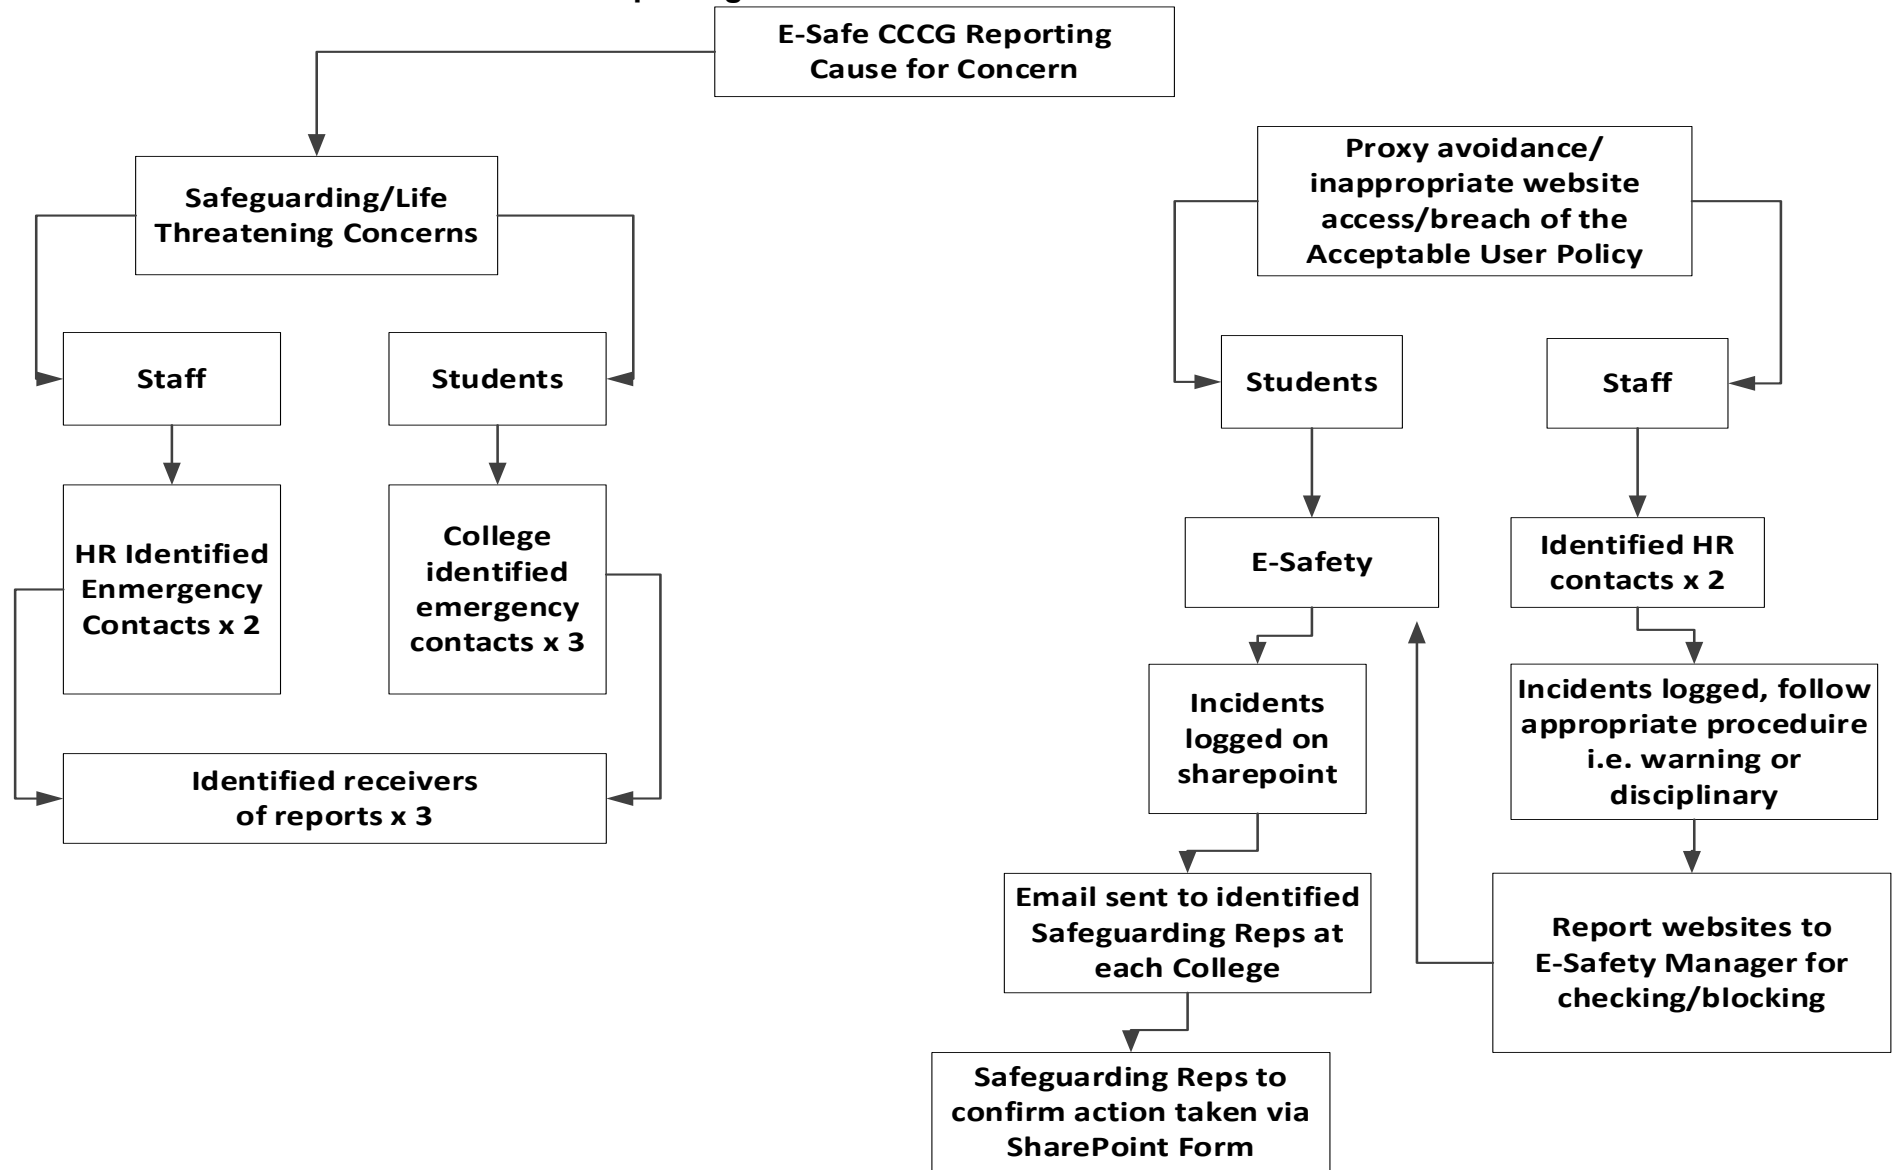 E-Safe CCCG Reporting
Cause for Concern
Safeguarding/Life
Threatening Concerns
Proxy avoidance/
inappropriate website
access/breach of the
Acceptable User Policy
Staff
Students
Students
Staff
HR Identified
Enmergency
Contacts x 2
College
identified
emergency
contacts x 3
E-Safety
Identified HR
contacts x 2
Identified receivers
of reports x 3
Incidents
logged on
sharepoint
Incidents logged, follow
appropriate proceduire
i.e. warning or
disciplinary
Email sent to identified
Safeguarding Reps at
each College
Report websites to
E-Safety Manager for
checking/blocking
Safeguarding Reps to
confirm action taken via
SharePoint Form